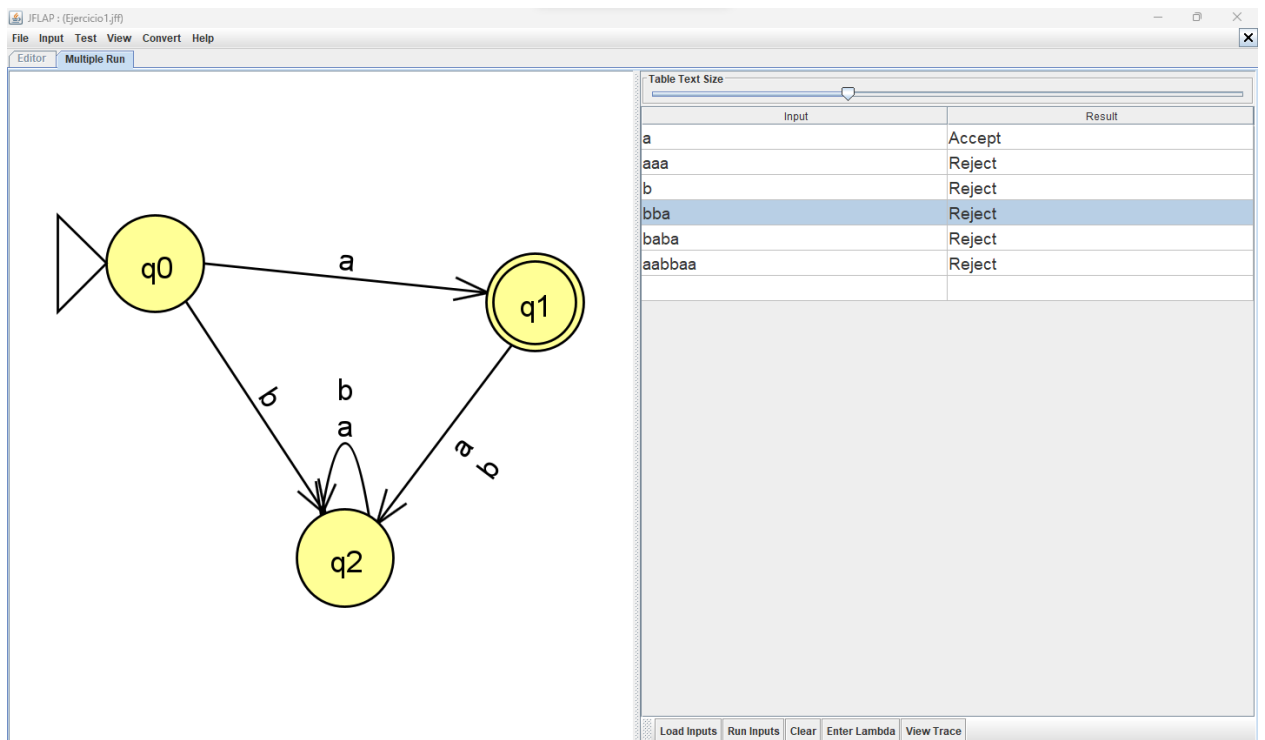 JFLAP : (Ejercicio1.jff)
File Input Test View Convert Help
Editor Multiple Run
q0
a
q1
b
b
a
a
b
q2
Table Text Size
Input Result
a Accept
aaa Reject
b Reject
bba Reject
baba Reject
aabbaa Reject
Load Inputs Run Inputs Clear Enter Lambda View Trace